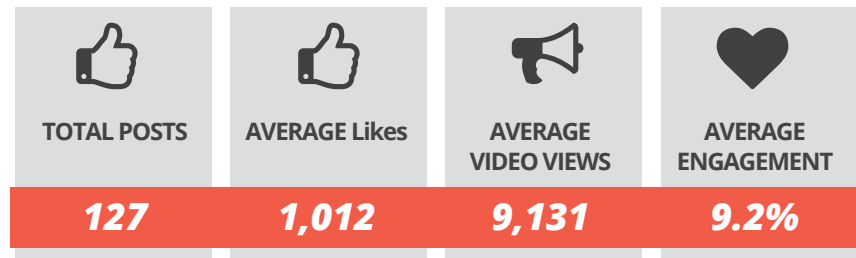 TOTAL POSTS
AVERAGE Likes
AVERAGE
VIDEO VIEWS
AVERAGE
ENGAGEMENT
127
1,012
9,131
9.2%